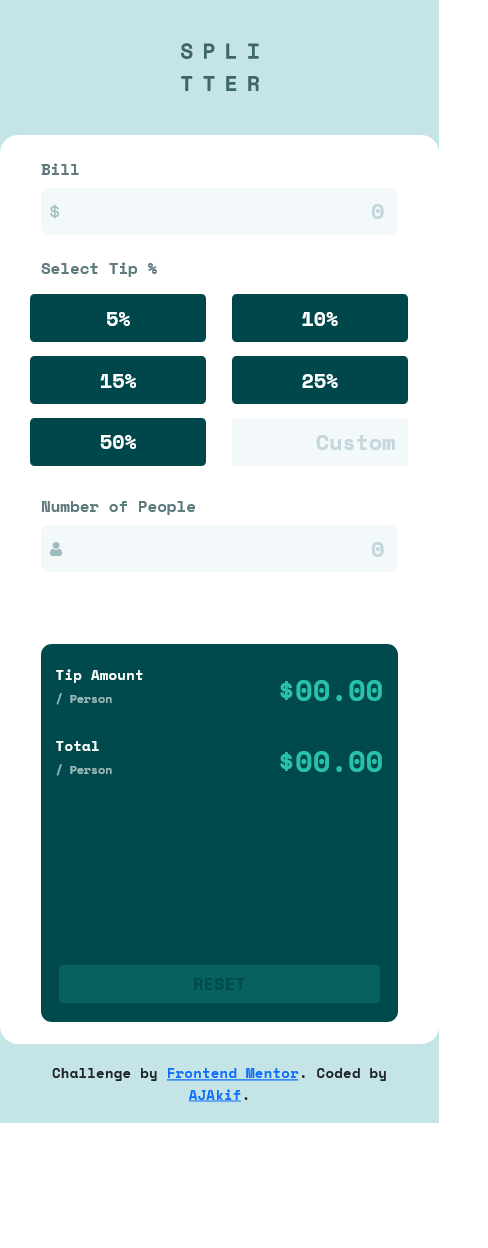 SPLI
TTER
Bill
$ 0
Select Tip %
5% 10%
15% 25%
50% Custom
Number of People
0
Tip Amount
/ Person
$00.00
Total
/ Person
$00.00
RESET
Challenge by Frontend Mentor. Coded by
AJAkif.